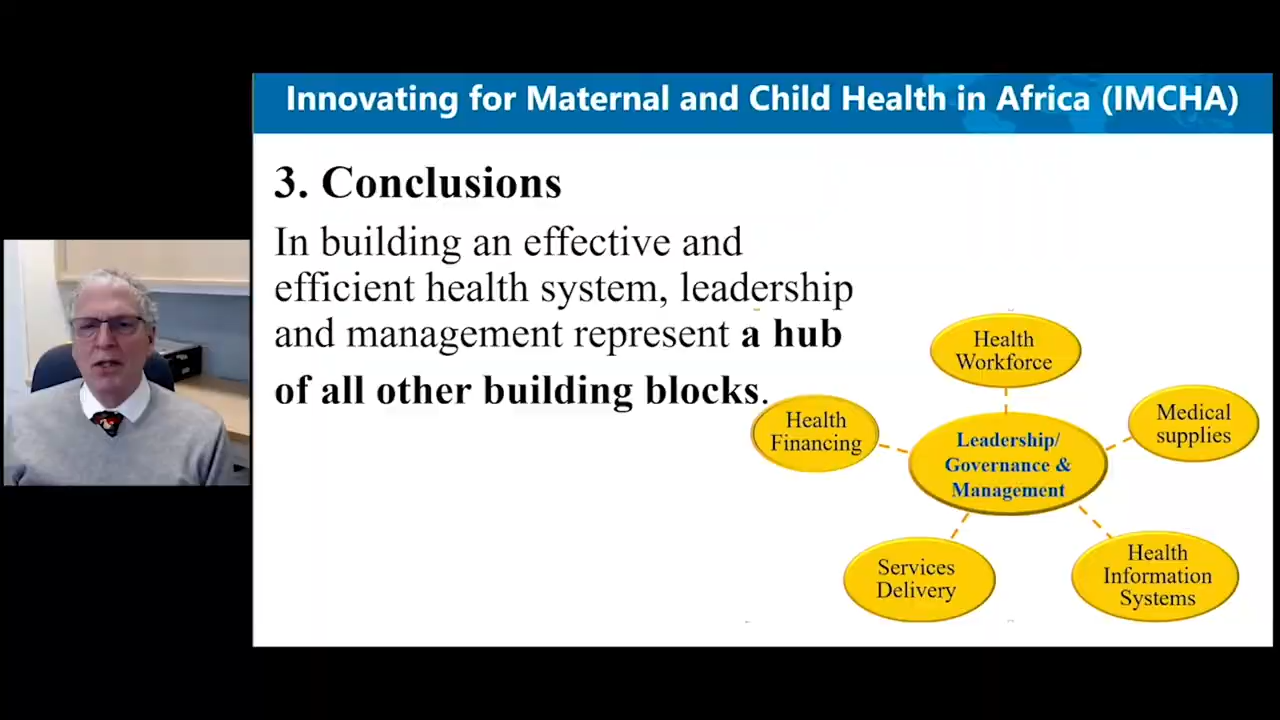 Innovating for Maternal and Child Health in Africa (IMCHA)
3. Conclusions
In building an effective and
efficient health system, leadership
and management represent a hub
of all other building blocks.
Health
Workforce
Health
Financing
Medical
supplies
Leadership/
Governance &
Management
Services
Delivery
Health
Information
Systems